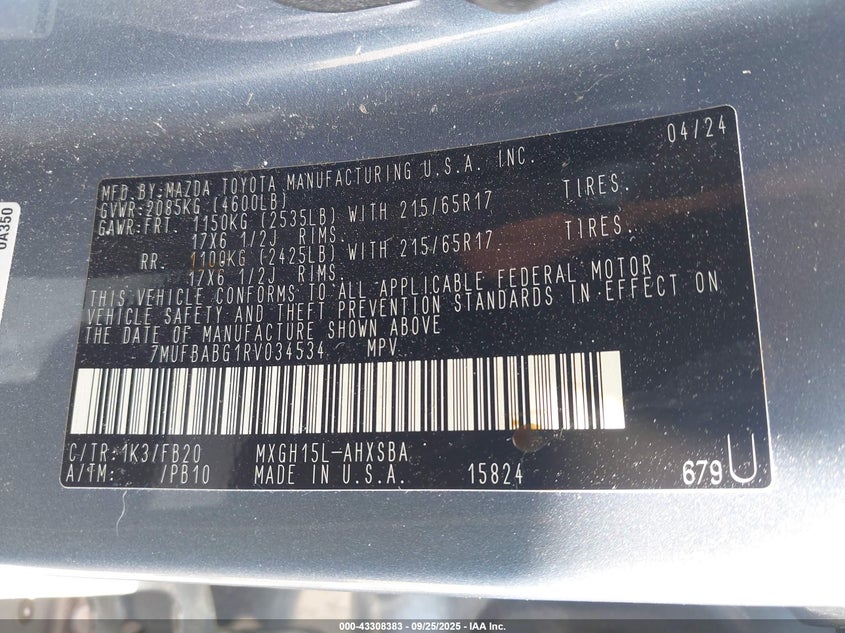 04/24
MFD BY:MAZDA TOYOTA MANUFACTURING U.S.A. INC.
GVWR:2085KG (4600LB)
GAWR:FRT. 1150KG (2535LB) WITH 215/65R17 TIRES.
17X6 1/2J RIMS.
RR. 1100KG (2425LB) WITH 215/65R17 TIRES.
17X6 1/2J RIMS.
THIS VEHICLE CONFORMS TO ALL APPLICABLE FEDERAL MOTOR
VEHICLE SAFETY AND THEFT PREVENTION STANDARDS IN EFFECT ON
THE DATE OF MANUFACTURE SHOWN ABOVE
7MUFBABG1RV034534 MPV
C/TR:1K3/FB20 MXGH15L-AHXSBA
A/TM: /PB10 MADE IN U.S.A. 15824 679 U
0A350
000-43308383 - 09/25/2025 - IAA Inc.